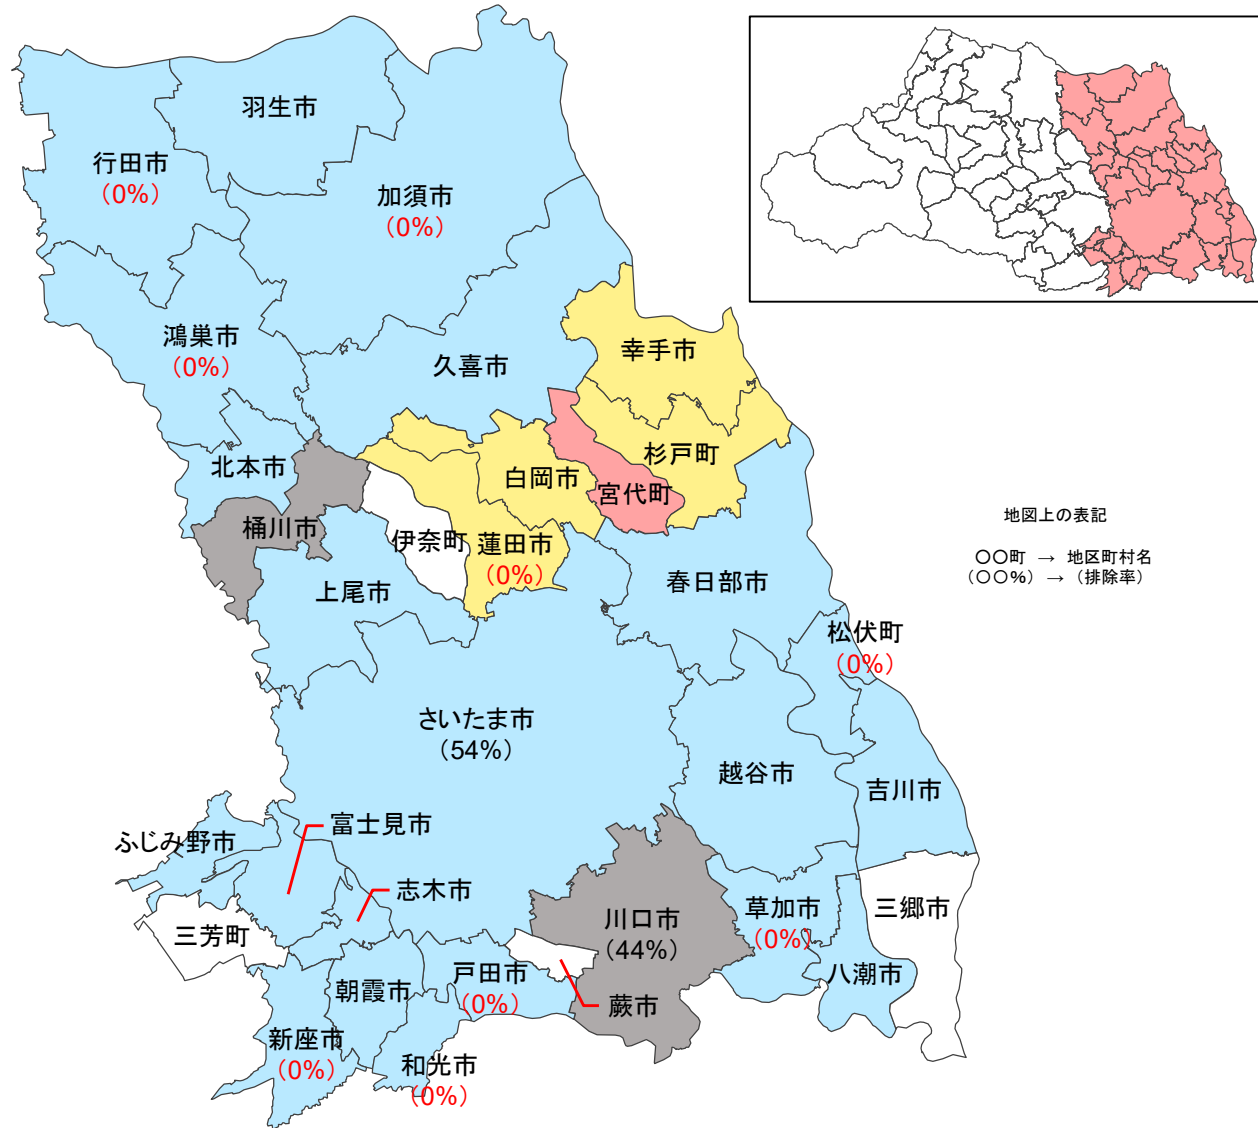 羽生市
行田市
（0%）
加須市
（0%）
鴻巣市
（0%）
久喜市
幸手市
杉戸町
北本市
白岡市
宮代町
桶川市
伊奈町
蓮田市
（0%）
上尾市
春日部市
松伏町
（0%）
地図上の表記
〇〇町 → 地区町村名
（〇〇%）→（排除率）
さいたま市
（54%）
越谷市
吉川市
富士見市
ふじみ野市
志木市
三芳町
川口市
（44%）
草加市
（0%）
三郷市
八潮市
朝霞市
戸田市
（0%）
蕨市
新座市
（0%）
和光市
（0%）